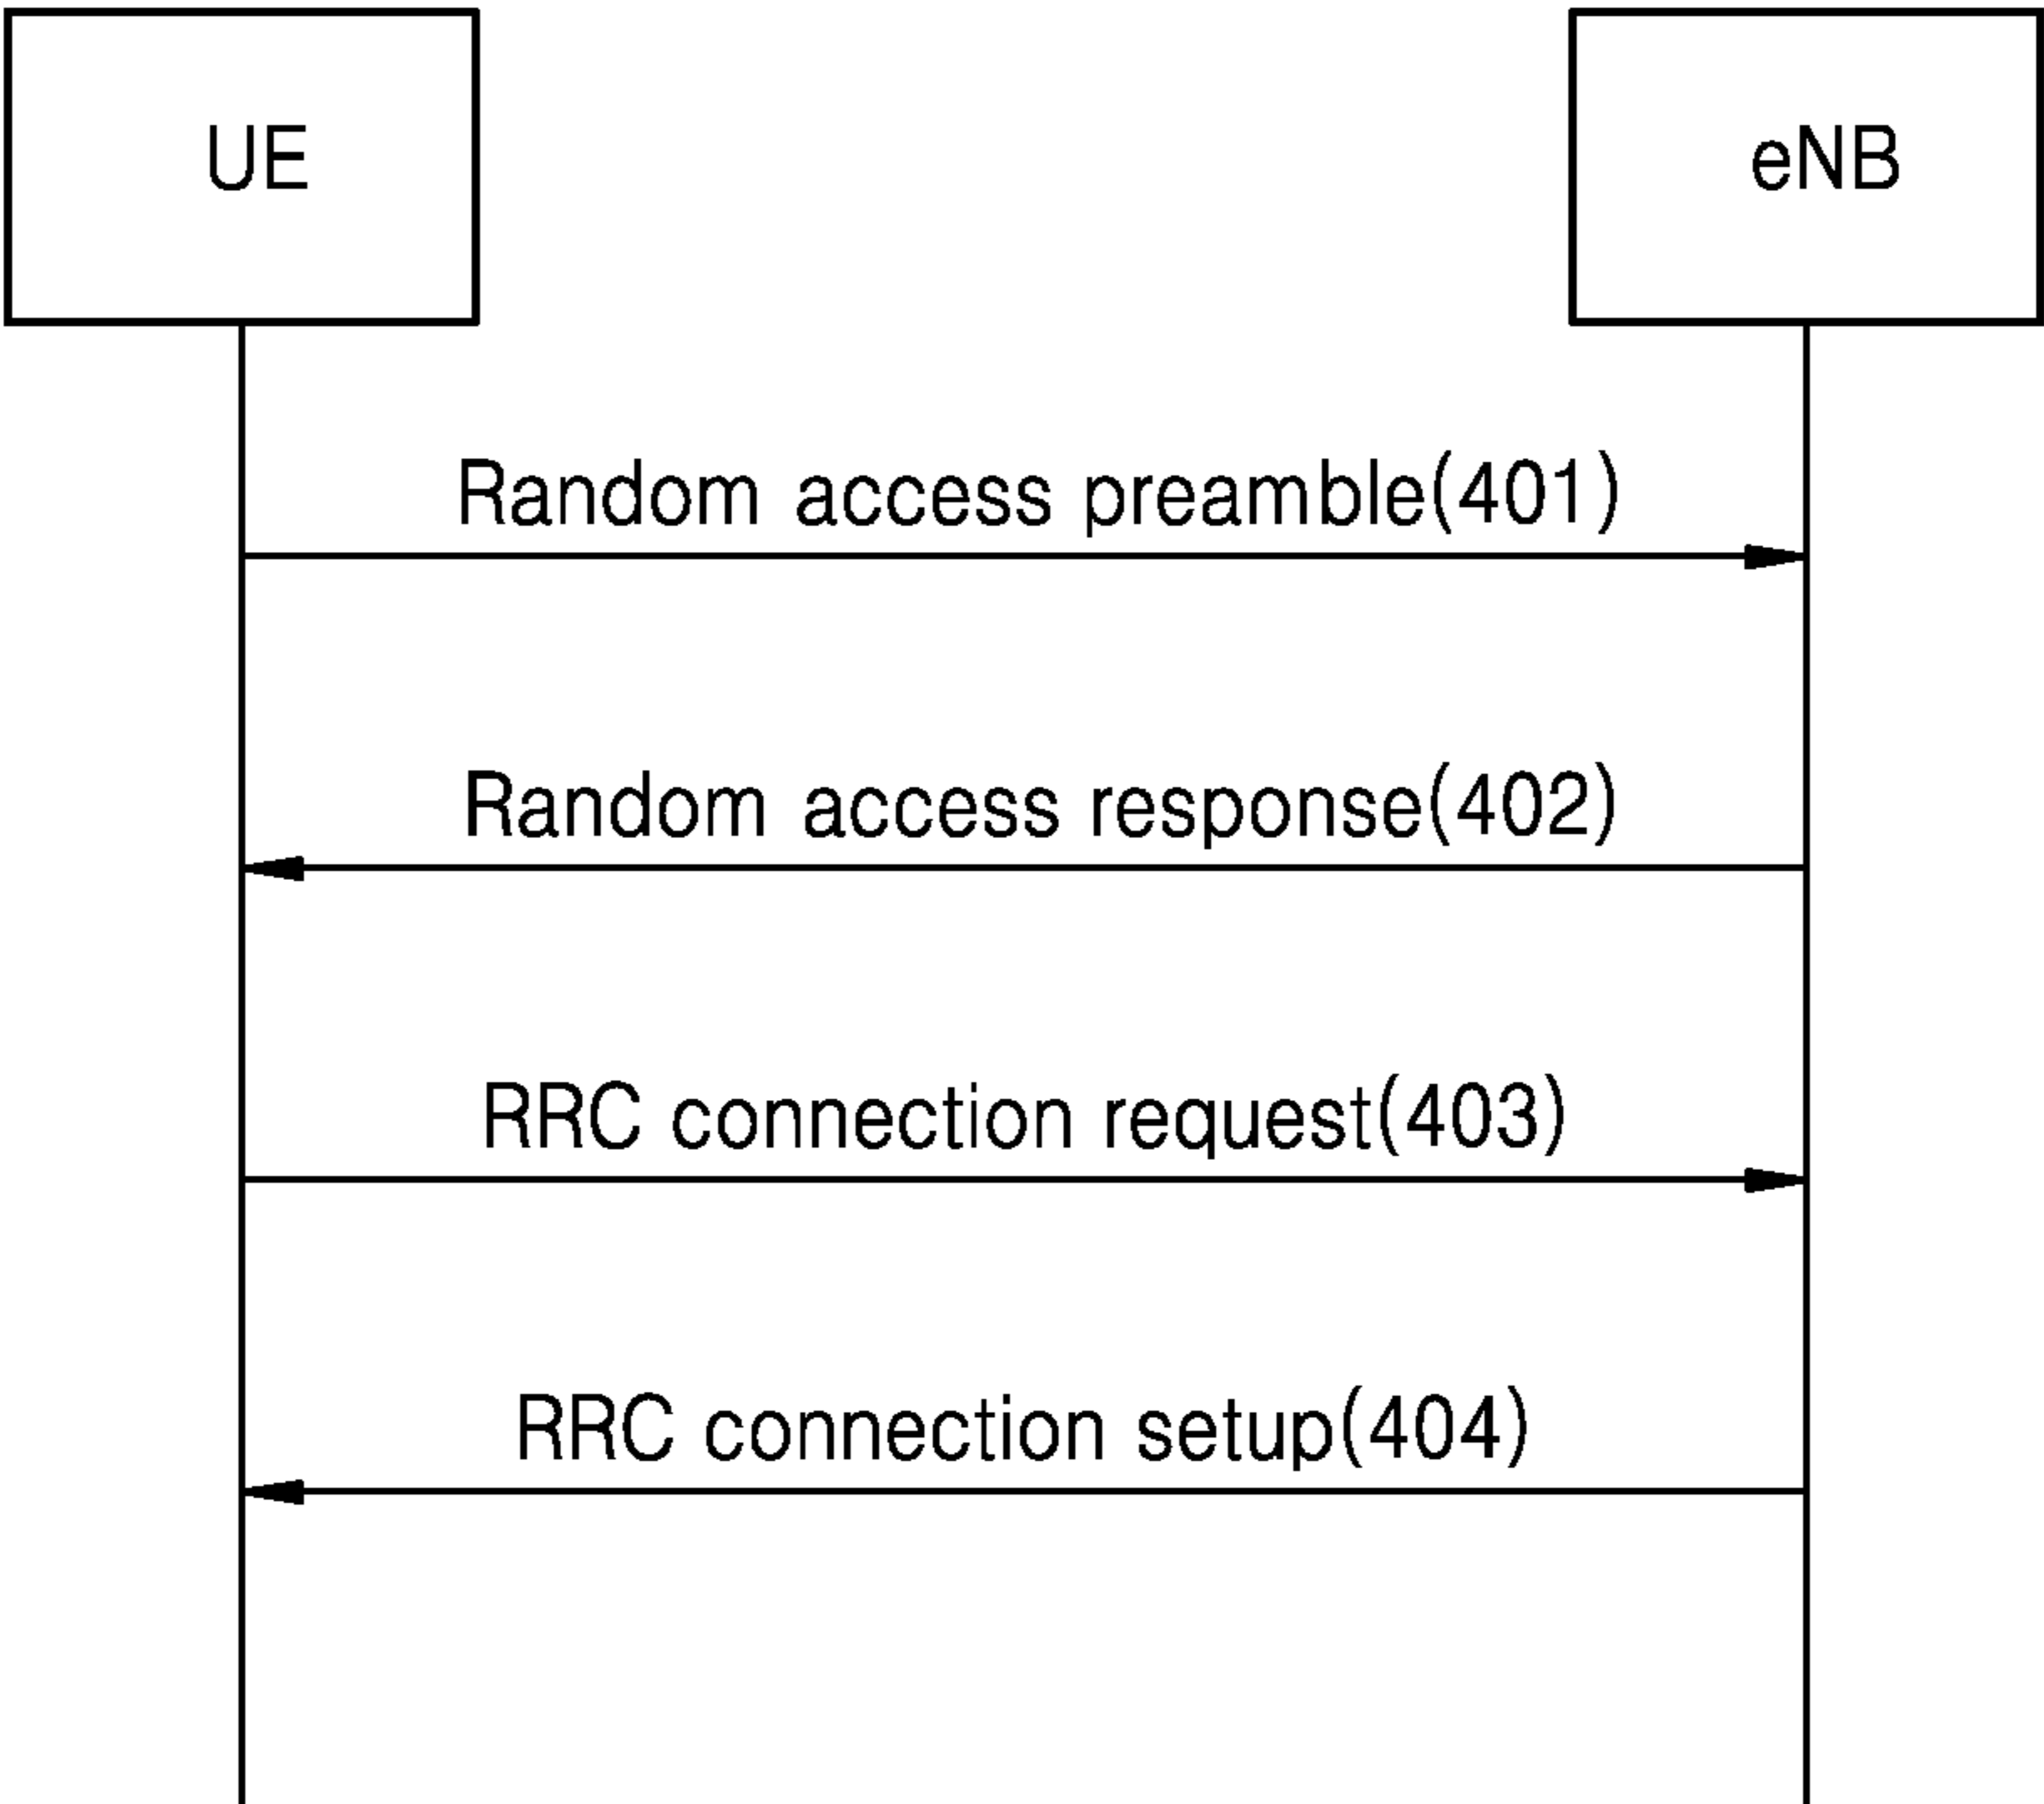 UE
eNB
Random access preamble(401)
Random access response(402)
RRC connection request(403)
RRC connection setup(404)